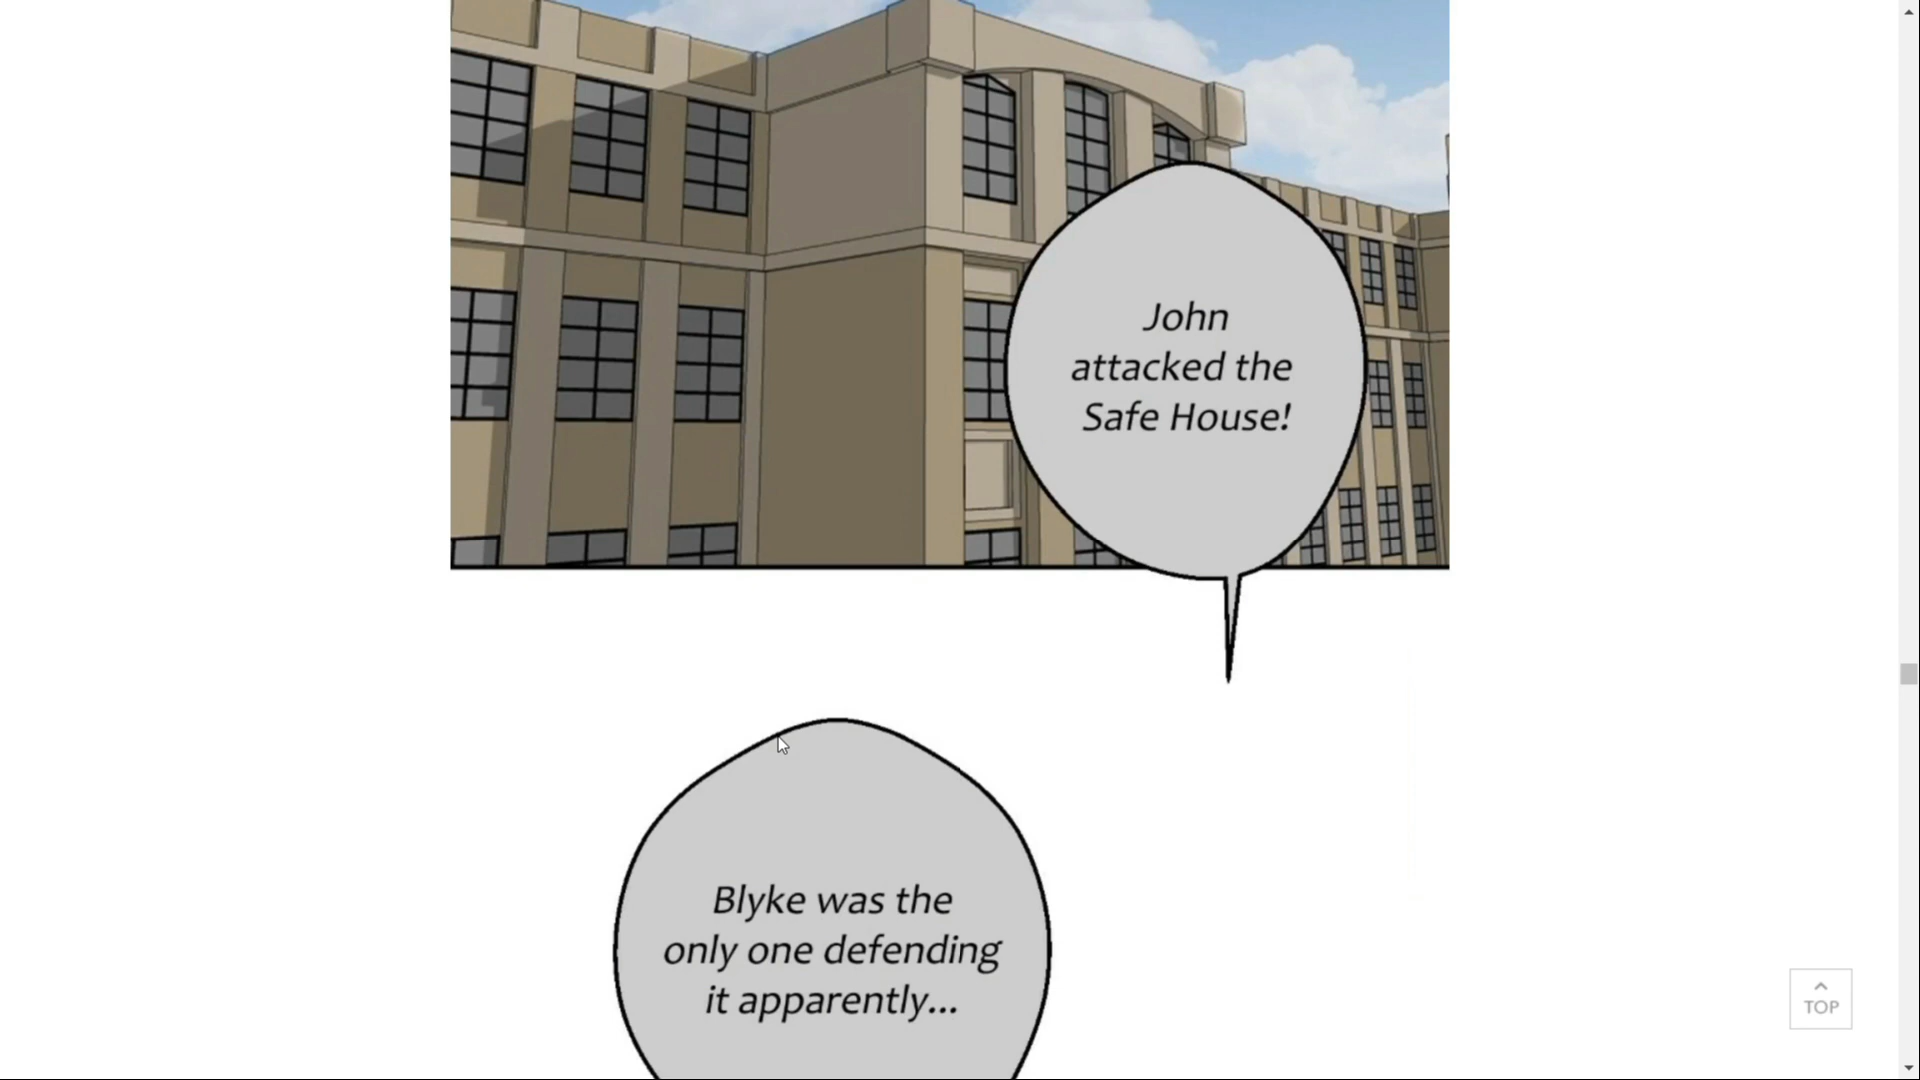 John
attacked the
Safe House!
Blyke was the
only one defending
it apparently...
TOP